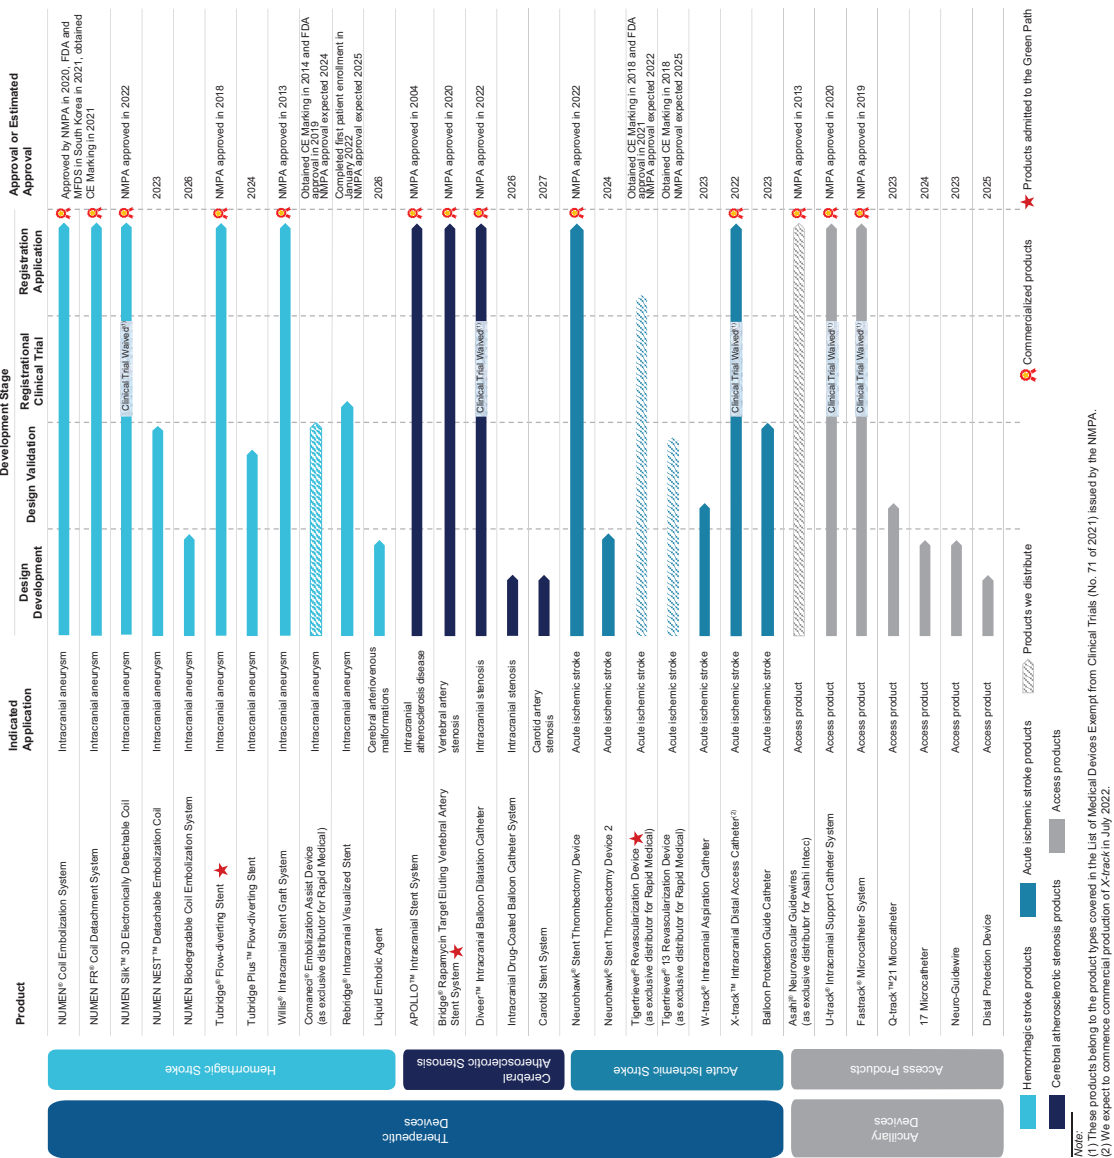 Product
Indicated
Application
Development Stage
Design
Development
Design Validation
Registrational
Clinical Trial
Registration
Application
Approval or Estimated
Approval
Therapeutic
Devices
Hemorrhagic Stroke
NUMEN® Coil Embolization System
Intracranial aneurysm
Approved by NMPA in 2020, FDA and
MFDS in South Korea in 2021, obtained
CE Marking in 2021
NUMEN FR® Coil Detachment System
Intracranial aneurysm
NUMEN Silk™ 3D Electronically Detachable Coil
Intracranial aneurysm
Clinical Trial Waived(1)
NMPA approved in 2022
NUMEN NEST™ Detachable Embolization Coil
Intracranial aneurysm
2023
NUMEN Biodegradable Coil Embolization System
Intracranial aneurysm
2026
Tubridge® Flow-diverting Stent
Intracranial aneurysm
NMPA approved in 2018
Tubridge Plus™ Flow-diverting Stent
Intracranial aneurysm
2024
Willis® Intracranial Stent Graft System
Intracranial aneurysm
NMPA approved in 2013
Comaneci® Embolization Assist Device
(as exclusive distributor for Rapid Medical)
Intracranial aneurysm
Obtained CE Marking in 2014 and FDA
approval in 2019
NMPA approval expected 2024
Rebridge® Intracranial Visualized Stent
Intracranial aneurysm
Completed first patient enrollment in
January 2022
NMPA approval expected 2025
Liquid Embolic Agent
Cerebral arteriovenous
malformations
2026
Cerebral
Atherosclerotic Stenosis
APOLLO™ Intracranial Stent System
Intracranial
atherosclerosis disease
NMPA approved in 2004
Bridge® Rapamycin Target Eluting Vertebral Artery
Stent System
Vertebral artery
stenosis
NMPA approved in 2020
Diver™ Intracranial Balloon Dilatation Catheter
Intracranial stenosis
Clinical Trial Waived(1)
NMPA approved in 2022
Intracranial Drug-Coated Balloon Catheter System
Intracranial stenosis
2026
Carotid Stent System
Carotid artery
stenosis
2027
Acute Ischemic Stroke
Neurohawk® Stent Thrombectomy Device
Acute ischemic stroke
NMPA approved in 2022
Neurohawk® Stent Thrombectomy Device 2
Acute ischemic stroke
2024
Tigertriever® Revascularization Device
(as exclusive distributor for Rapid Medical)
Acute ischemic stroke
Obtained CE Marking in 2018 and FDA
approval in 2021
NMPA approval expected 2022
Tigertriever® 13 Revascularization Device
(as exclusive distributor for Rapid Medical)
Acute ischemic stroke
Obtained CE Marking in 2018
NMPA approval expected 2025
W-track® Intracranial Aspiration Catheter
Acute ischemic stroke
2023
X-track™ Intracranial Distal Access Catheter(2)
Acute ischemic stroke
Clinical Trial Waived(1)
2022
Balloon Protection Guide Catheter
Acute ischemic stroke
2023
Ancillary
Devices
Access Products
Asahi® Neurovascular Guidewires
(as exclusive distributor for Asahi Intecc)
Access product
NMPA approved in 2013
U-track® Intracranial Support Catheter System
Access product
Clinical Trial Waived(1)
NMPA approved in 2020
Fastrack® Microcatheter System
Access product
Clinical Trial Waived(1)
NMPA approved in 2019
Q-track ™21 Microcatheter
Access product
2023
17 Microcatheter
Access product
2024
Neuro-Guidewire
Access product
2023
Distal Protection Device
Access product
2025
Hemorrhagic stroke products
Acute ischemic stroke products
Products we distribute
Commercialized products
Products admitted to the Green Path
Cerebral atherosclerotic stenosis products
Access products
Note:
(1) These products belong to the product types covered in the List of Medical Devices Exempt from Clinical Trials (No. 71 of 2021) issued by the NMPA.
(2) We expect to commence commercial production of X-track in July 2022.